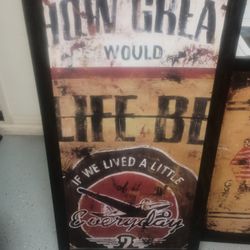 HOW GREAT
WOULD
LIFE BE
IF WE LIVED A LITTLE
Everyday
?